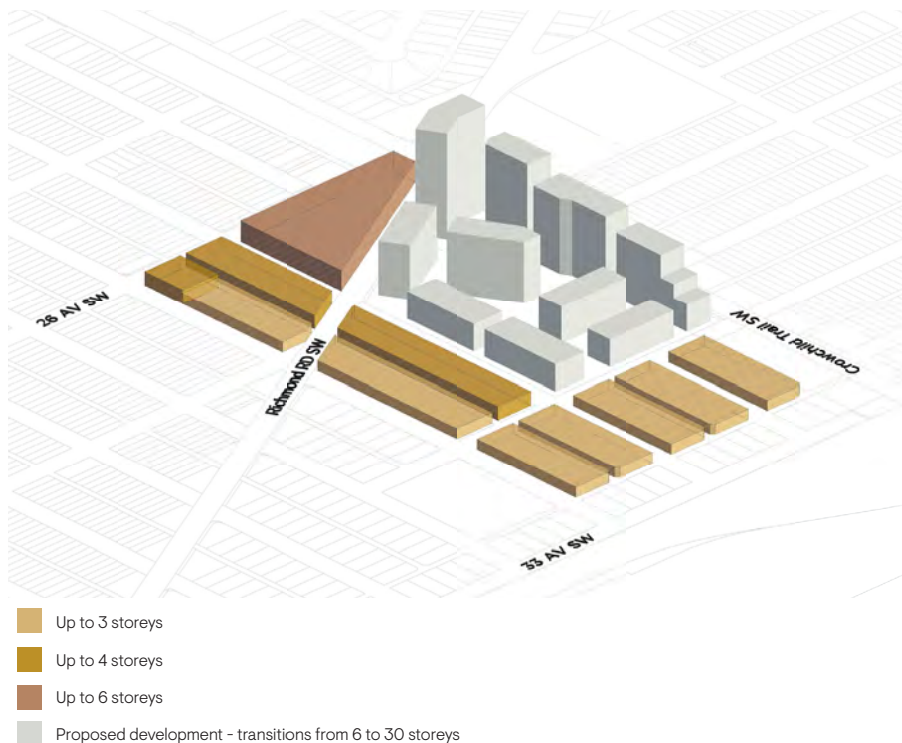 26 AV SW
Richmond RD SW
Crowchild Trail SW
33 AV SW
Up to 3 storeys
Up to 4 storeys
Up to 6 storeys
Proposed development - transitions from 6 to 30 storeys